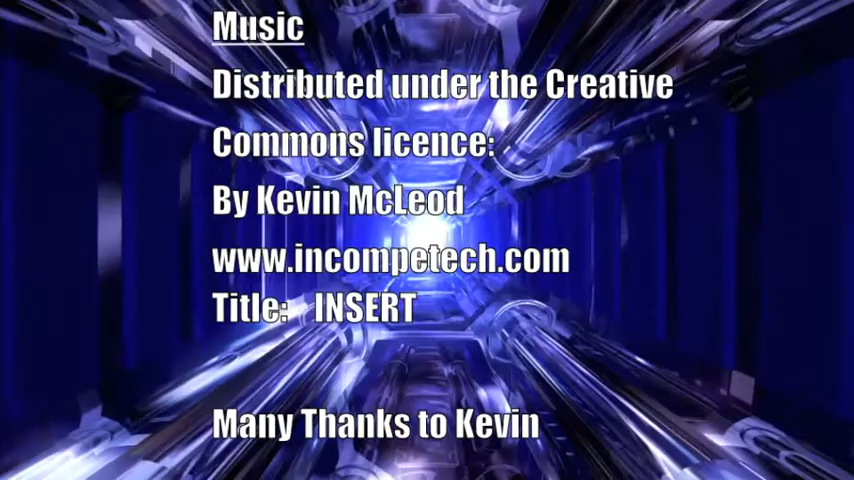 Music
Distributed under the Creative
Commons licence:
By Kevin McLeod
www.incompetech.com
Title: INSERT
Many Thanks to Kevin